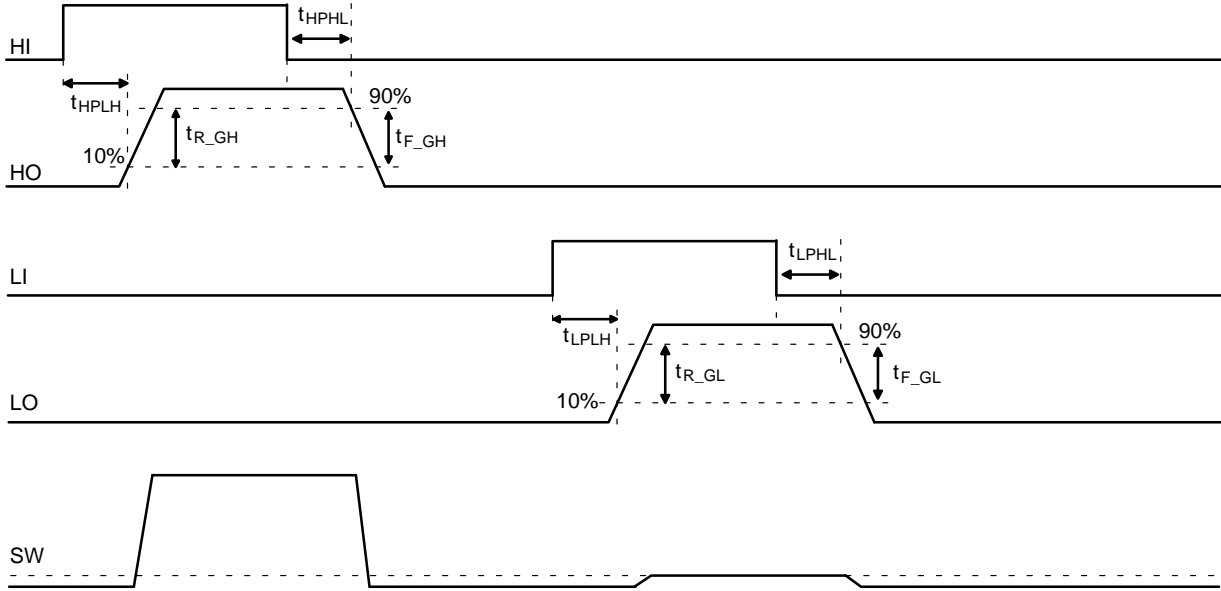 HI
tHPHL
tHPLH
90%
tR_GH
tF_GH
10%
HO
LI
tLPHL
tLPLH
90%
tR_GL
tF_GL
10%
LO
SW